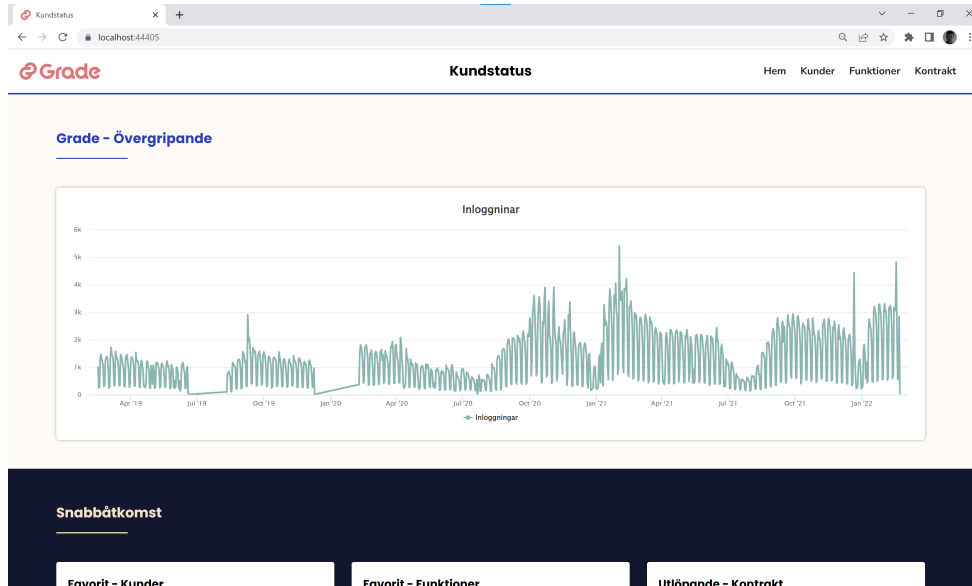 Kundstatus
localhost:44405
Grade
Kundstatus
Hem Kunder Funktioner Kontrakt
Grade - Övergripande
Inloggninar
6k
5k
4k
3k
2k
1k
0
Apr '19 Jul '19 Oct '19 Jan '20 Apr '20 Jul '20 Oct '20 Jan '21 Apr '21 Jul '21 Oct '21 Jan '22
Inloggningar
Snabbåtkomst
Favorit - Kunder Favorit - Funktioner Utlöpande - Kontrakt